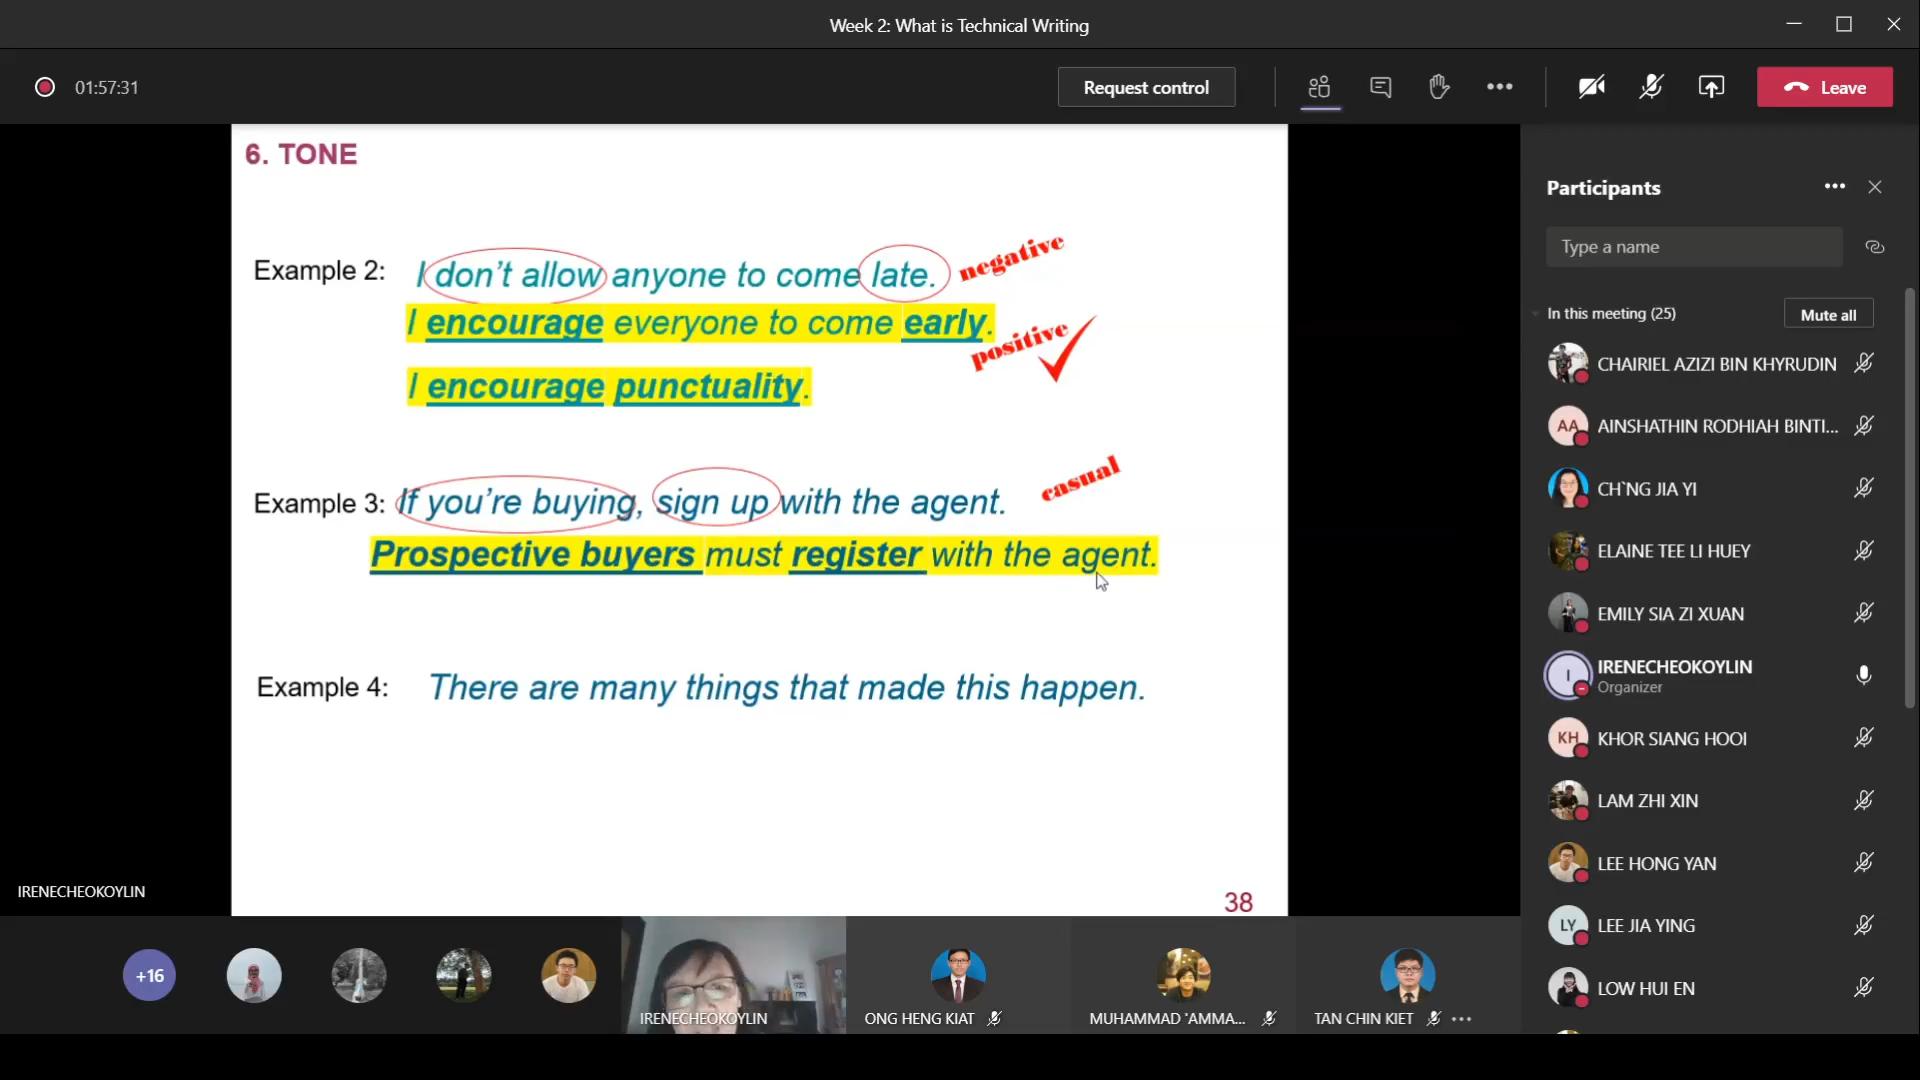 Week 2: What is Technical Writing
01:57:31
Request control
Leave
6. TONE
Example 2: I don't allow anyone to come late. negative
I encourage everyone to come early.
positive
I encourage punctuality.
Example 3: If you're buying, sign up with the agent. casual
Prospective buyers must register with the agent.
Example 4: There are many things that made this happen.
38
IRENECHEOKOYLIN
Participants
Type a name
In this meeting (25)
Mute all
CHAIRIEL AZIZI BIN KHYRUDIN
AA AINSHATHIN RODHIAH BINTI...
CH`NG JIA YI
ELAINE TEE LI HUEY
EMILY SIA ZI XUAN
I IRENECHEOKOYLIN
Organizer
KH KHOR SIANG HOOI
LAM ZHI XIN
LEE HONG YAN
LY LEE JIA YING
LOW HUI EN
+16
IRENECHEOKOYLIN
ONG HENG KIAT
MUHAMMAD 'AMMA...
TAN CHIN KIET